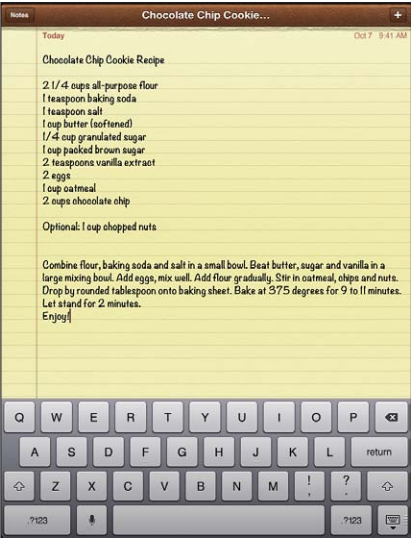 Notes
Chocolate Chip Cookie...
+
Today
Oct 7 9:41 AM
Chocolate Chip Cookie Recipe
2 1/4 cups all-purpose flour
1 teaspoon baking soda
1 teaspoon salt
1 cup butter (softened)
1/4 cup granulated sugar
1 cup packed brown sugar
2 teaspoons vanilla extract
2 eggs
1 cup oatmeal
2 cups chocolate chip
Optional: 1 cup chopped nuts
Combine flour, baking soda and salt in a small bowl. Beat butter, sugar and vanilla in a
large mixing bowl. Add eggs, mix well. Add flour gradually. Stir in oatmeal, chips and nuts.
Drop by rounded tablespoon onto baking sheet. Bake at 375 degrees for 9 to 11 minutes.
Let stand for 2 minutes.
Enjoy!
Q W E R T Y U I O P
A S D F G H J K L return
Z X C V B N M ! , ? .
.?123 .?123